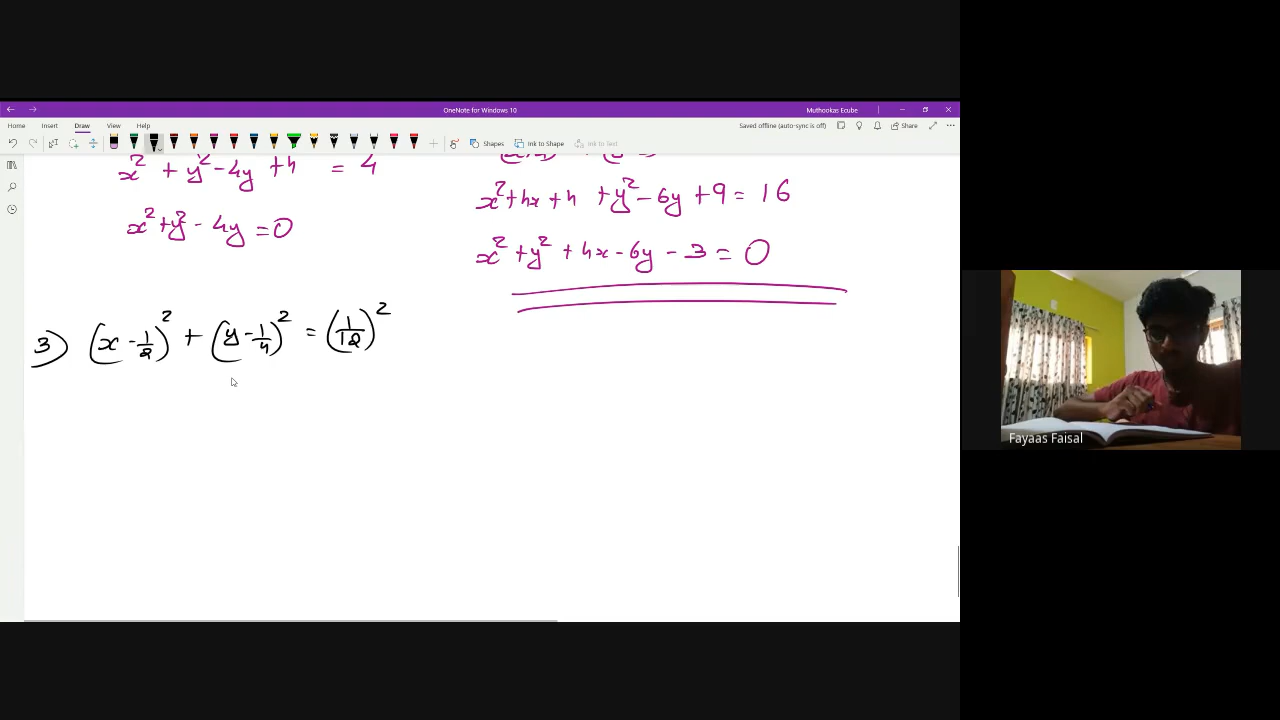 OneNote for Windows 10
Muthookas Ecube
Home Insert Draw View Help
Saved offline (auto-sync is off)
Share
Shapes
Ink to Shape
Ink to Text
x² + y² - 4y + 4 = 4
x² + y² - 4y = 0
x² + 4x + 4 + y² - 6y + 9 = 16
x² + y² + 4x - 6y - 3 = 0
3) (x - 1/2)² + (y - 1/4)² = (1/12)²
Fayaas Faisal